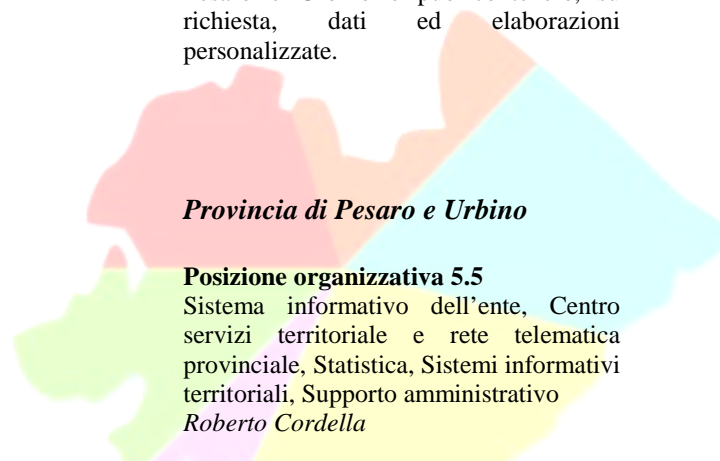 richiesta, dati ed elaborazioni
personalizzate.
Provincia di Pesaro e Urbino
Posizione organizzativa 5.5
Sistema informativo dell'ente, Centro
servizi territoriale e rete telematica
provinciale, Statistica, Sistemi informativi
territoriali, Supporto amministrativo
Roberto Cordella